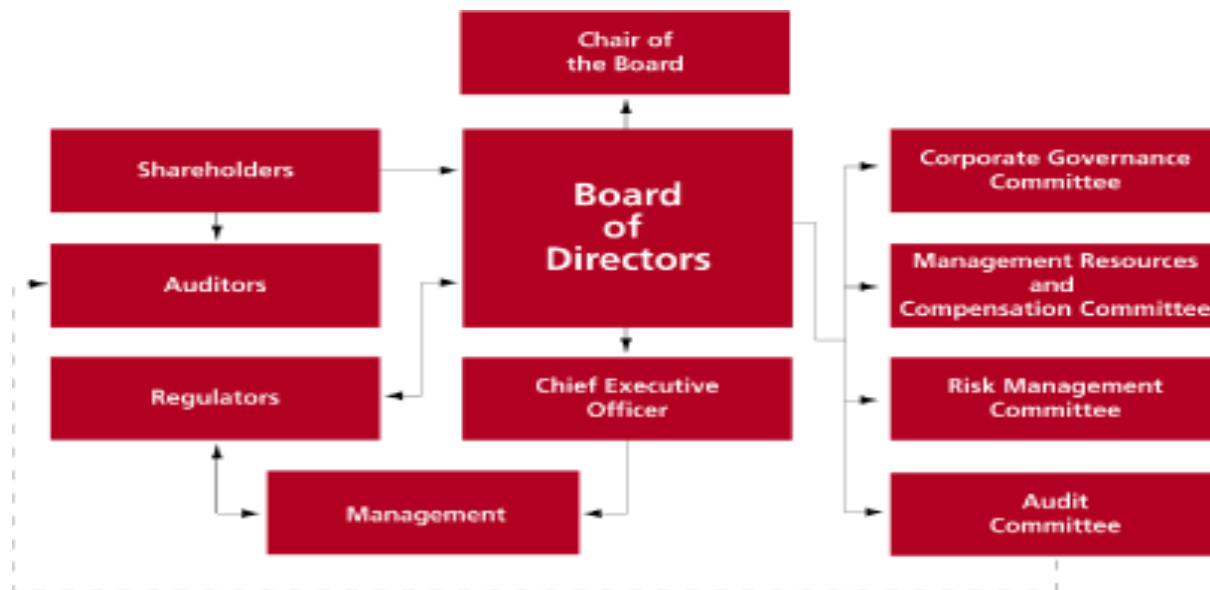 Chair of
the Board
Shareholders
Board
of
Directors
Corporate Governance
Committee
Auditors
Management Resources
and
Compensation Committee
Regulators
Chief Executive
Officer
Risk Management
Committee
Management
Audit
Committee